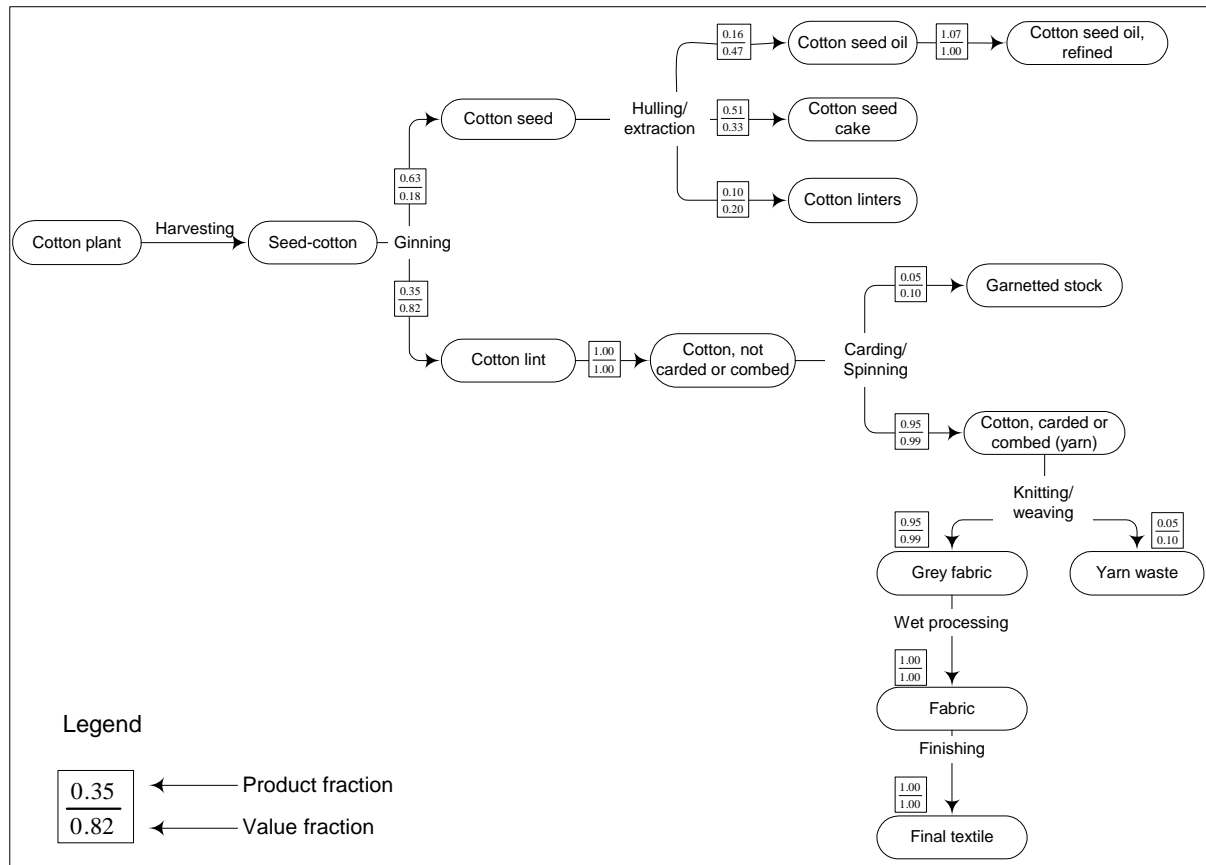 0.16
0.47
Cotton seed oil
1.07
1.00
Cotton seed oil,
refined
Cotton seed
Hulling/
extraction
0.51
0.33
Cotton seed
cake
0.63
0.18
0.10
0.20
Cotton linters
Cotton plant
Harvesting
Seed-cotton
Ginning
0.35
0.82
Cotton lint
1.00
1.00
Cotton, not
carded or combed
Carding/
Spinning
0.05
0.10
Garnetted stock
0.95
0.99
Cotton, carded or
combed (yarn)
Knitting/
weaving
0.95
0.99
0.05
0.10
Grey fabric
Yarn waste
Wet processing
1.00
1.00
Fabric
Finishing
1.00
1.00
Final textile
Legend
0.35
0.82
Product fraction
Value fraction